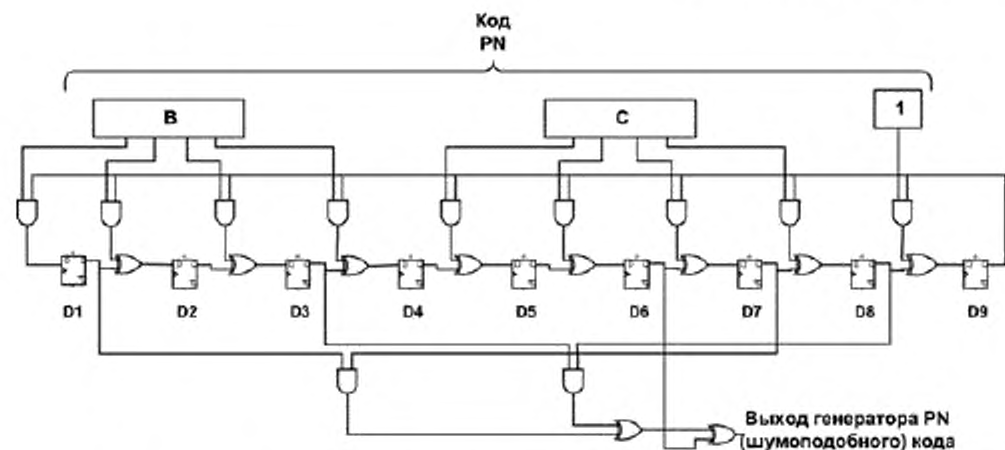 Код
PN
B
C
1
D1
D2
D3
D4
D5
D6
D7
D8
D9
Выход генератора PN
(шумоподобного) кода